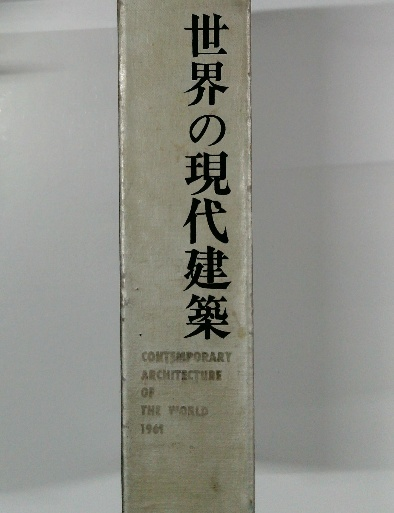 世界の現代建築
CONTEMPORARY
ARCHITECTURE
OF
THE WORLD
1961